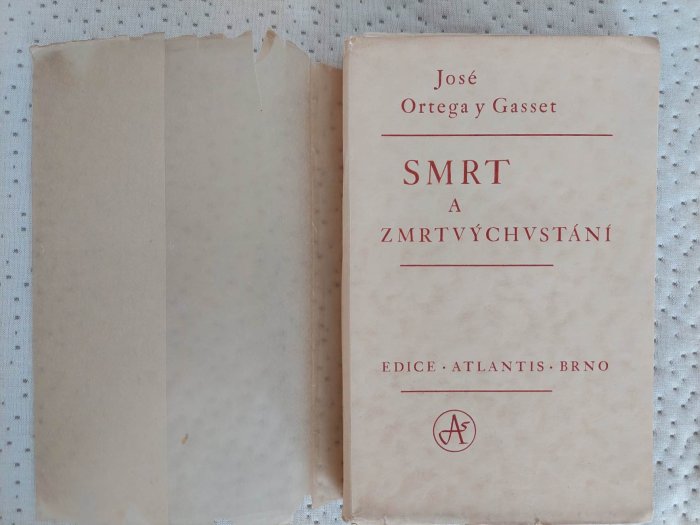 José
Ortega y Gasset
SMRT
A
ZMRTVÝCHVSTÁNÍ
EDICE · ATLANTIS · BRNO
As